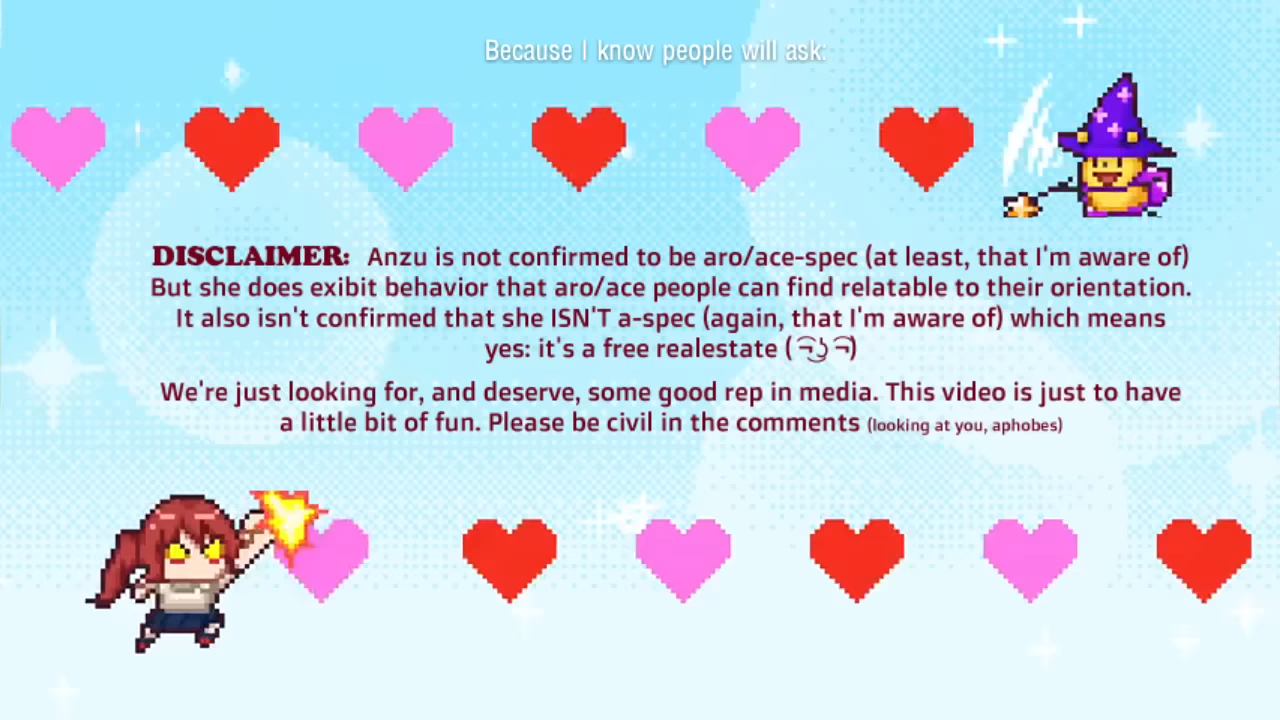 Because I know people will ask:
DISCLAIMER: Anzu is not confirmed to be aro/ace-spec (at least, that I'm aware of)
But she does exibit behavior that aro/ace people can find relatable to their orientation.
It also isn't confirmed that she ISN'T a-spec (again, that I'm aware of) which means
yes: it's a free realestate ( ͡¬ ͜ʖ ͡¬)
We're just looking for, and deserve, some good rep in media. This video is just to have
a little bit of fun. Please be civil in the comments (looking at you, aphobes)